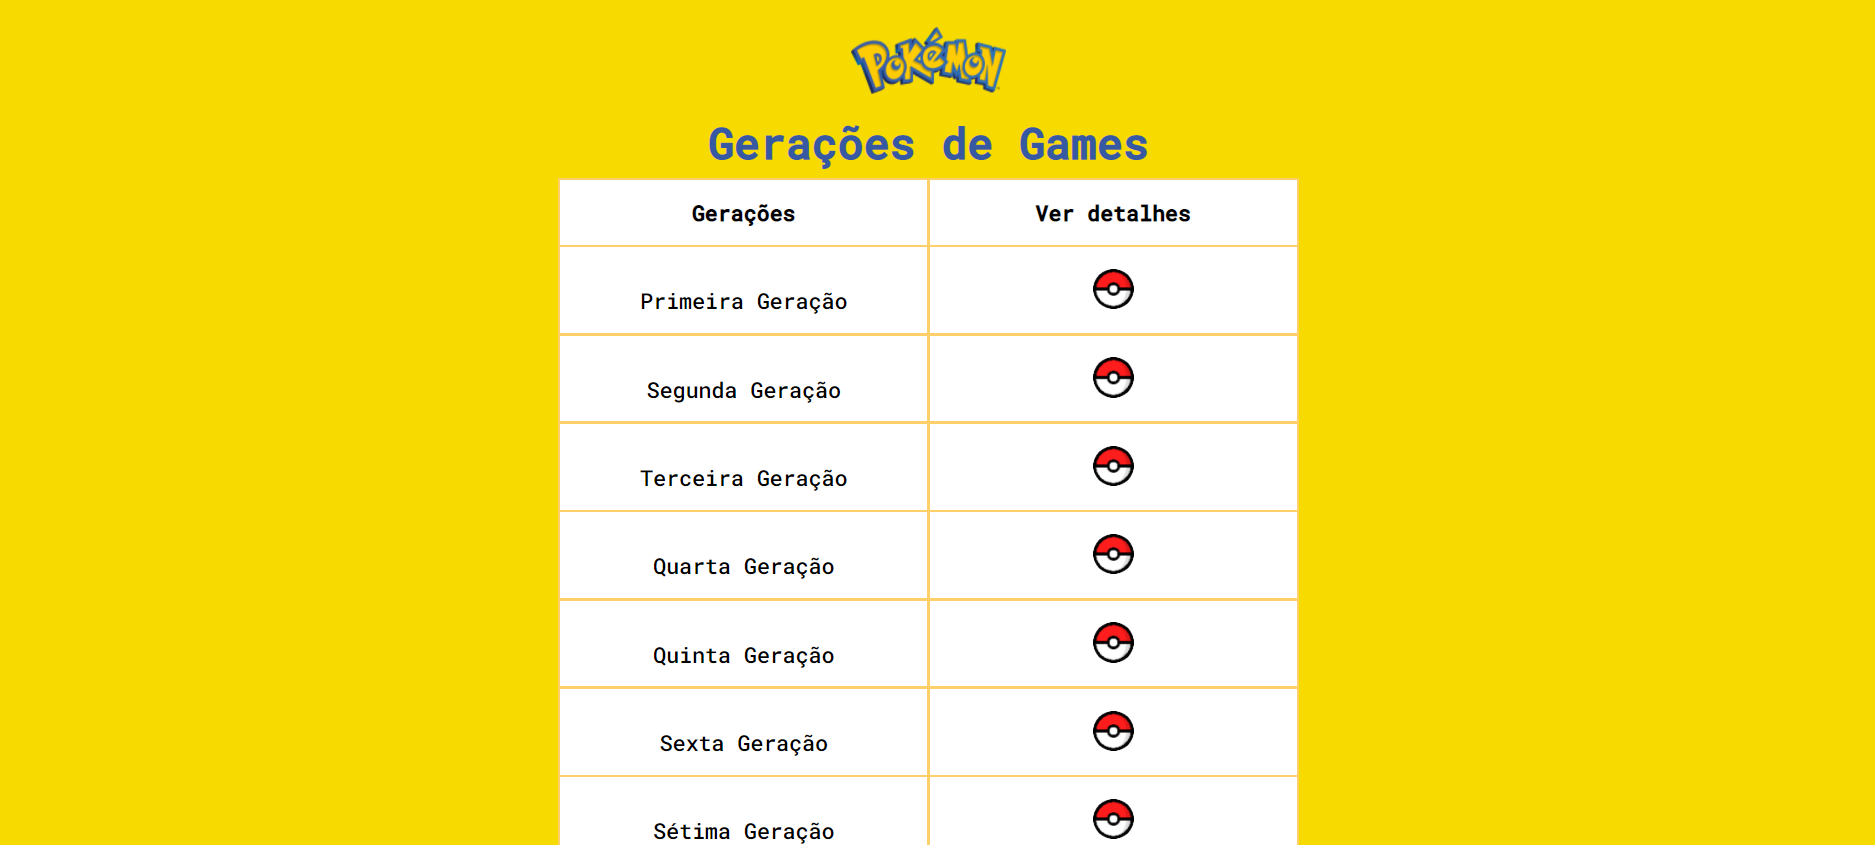 POKéMON
Gerações de Games
Gerações Ver detalhes
Primeira Geração
Segunda Geração
Terceira Geração
Quarta Geração
Quinta Geração
Sexta Geração
Sétima Geração